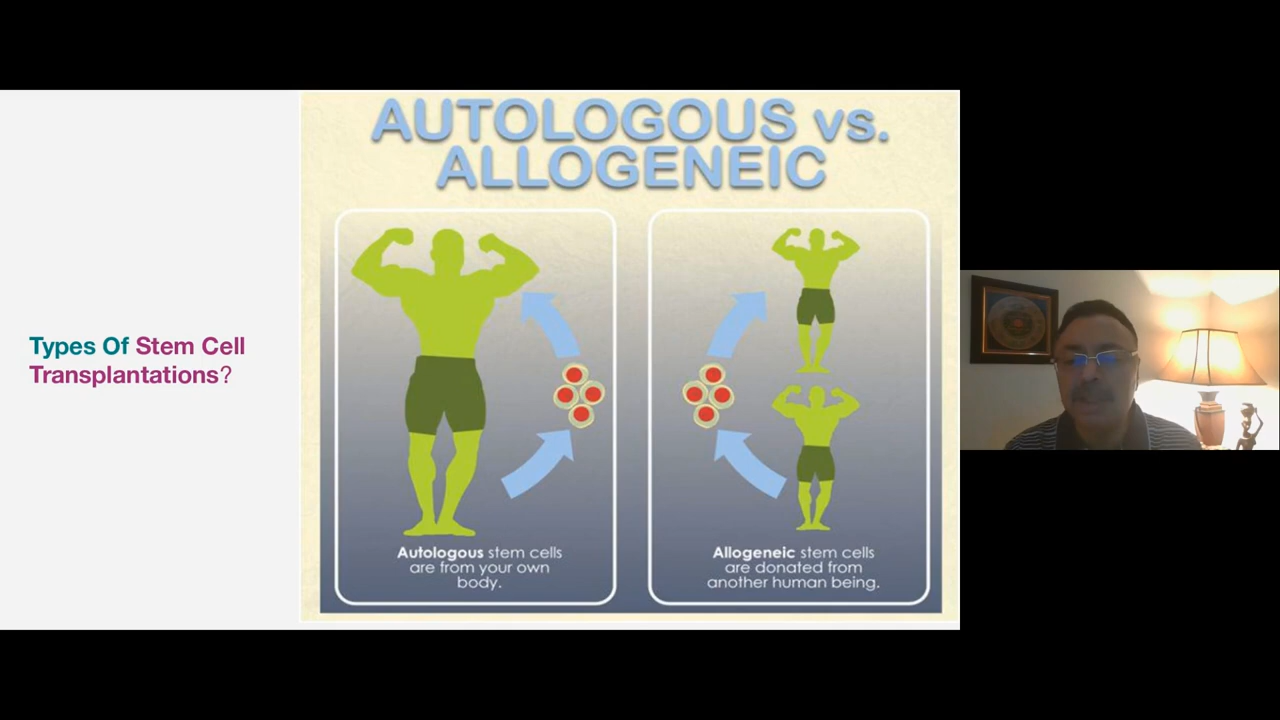 Types Of Stem Cell
Transplantations?
AUTOLOGOUS vs.
ALLOGENEIC
Autologous stem cells
are from your own
body.
Allogeneic stem cells
are donated from
another human being.